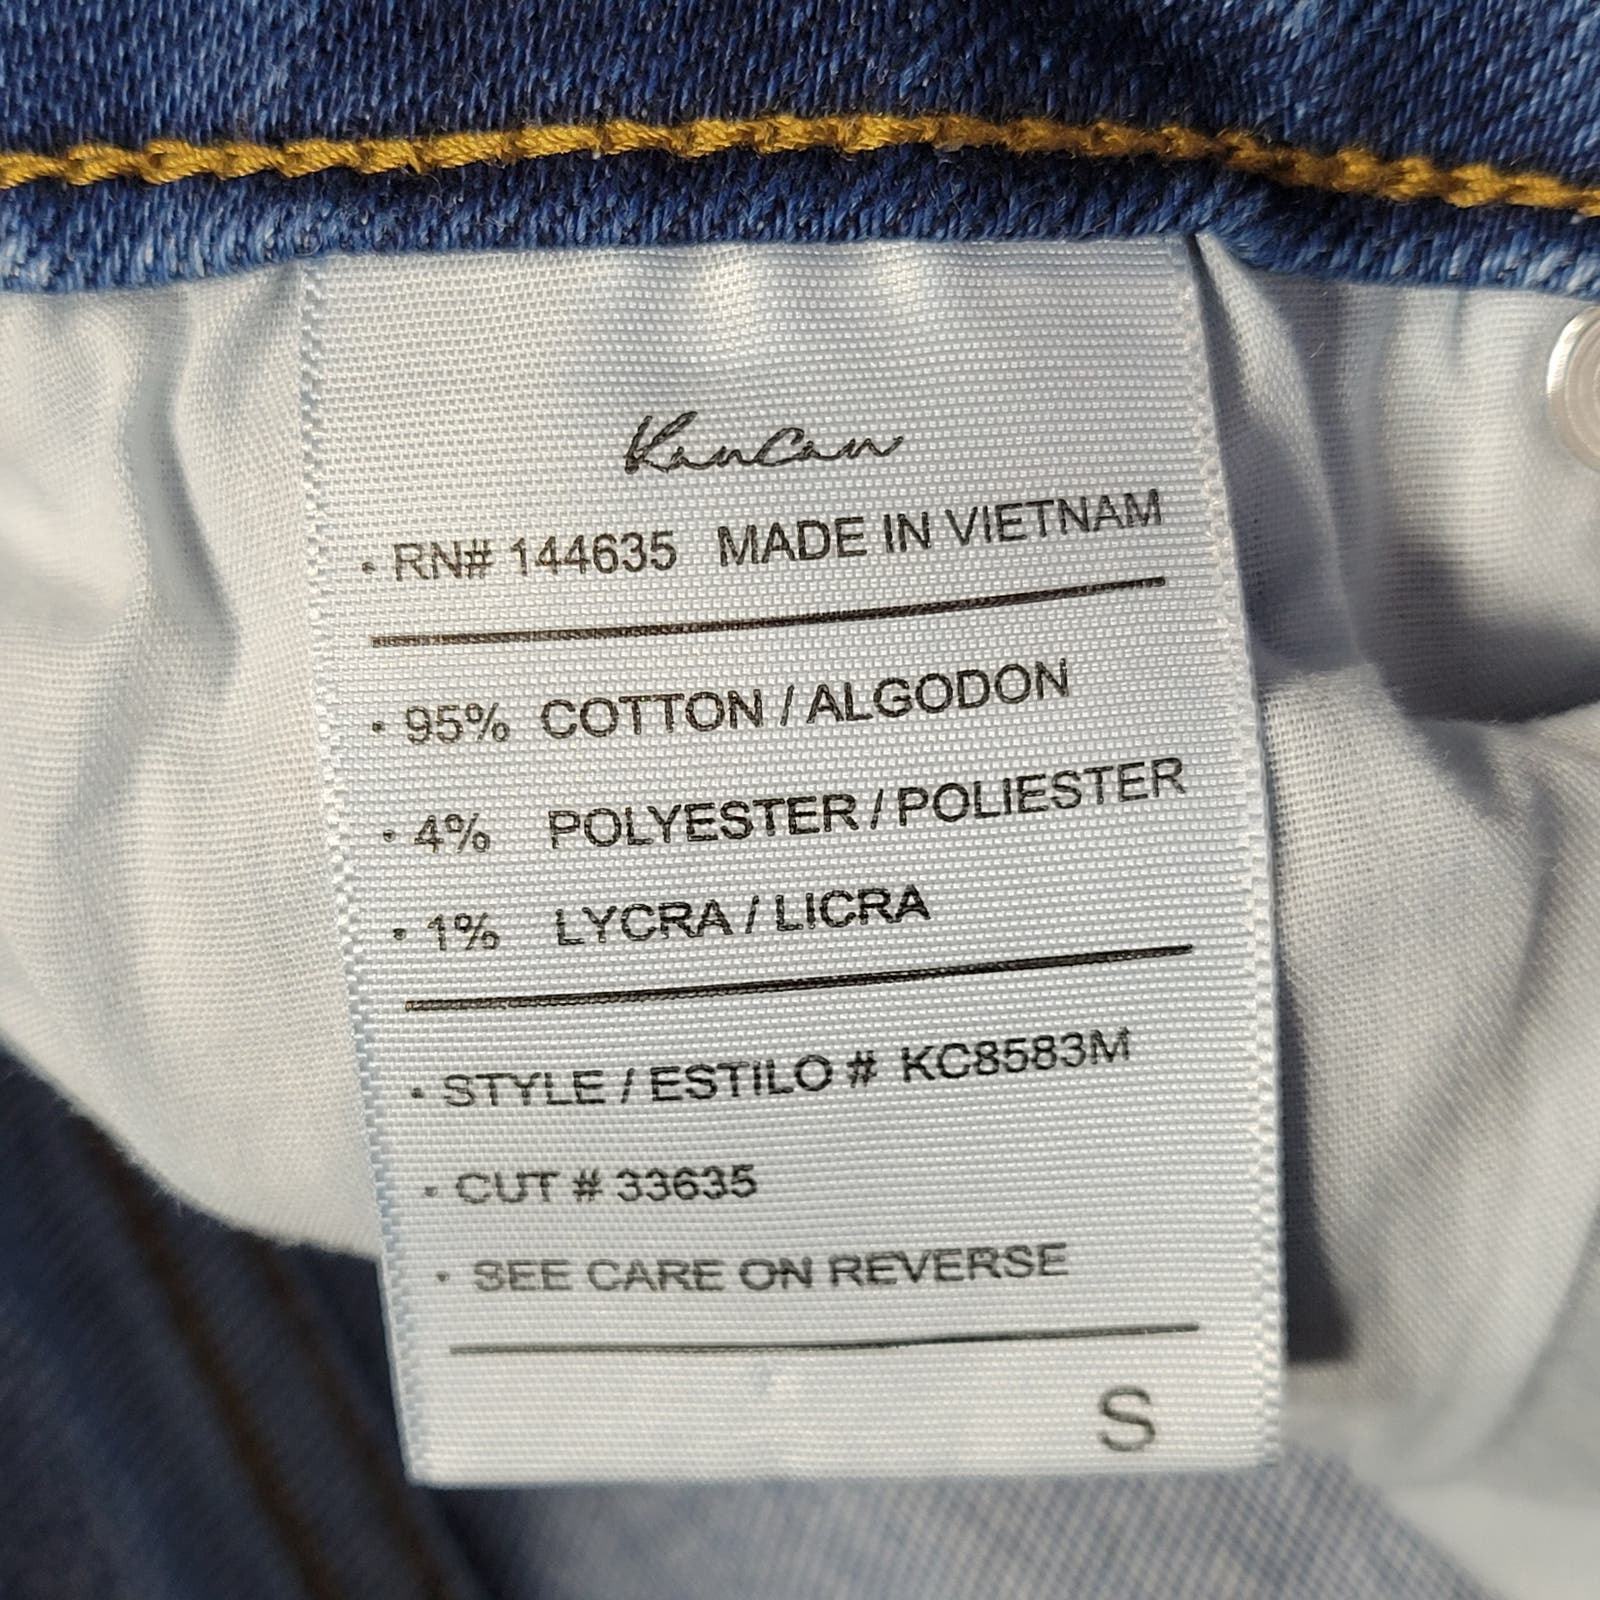 KanCan
• RN# 144635 MADE IN VIETNAM
• 95% COTTON / ALGODON
• 4% POLYESTER / POLIESTER
• 1% LYCRA / LICRA
• STYLE / ESTILO # KC8583M
• CUT # 33635
• SEE CARE ON REVERSE
S